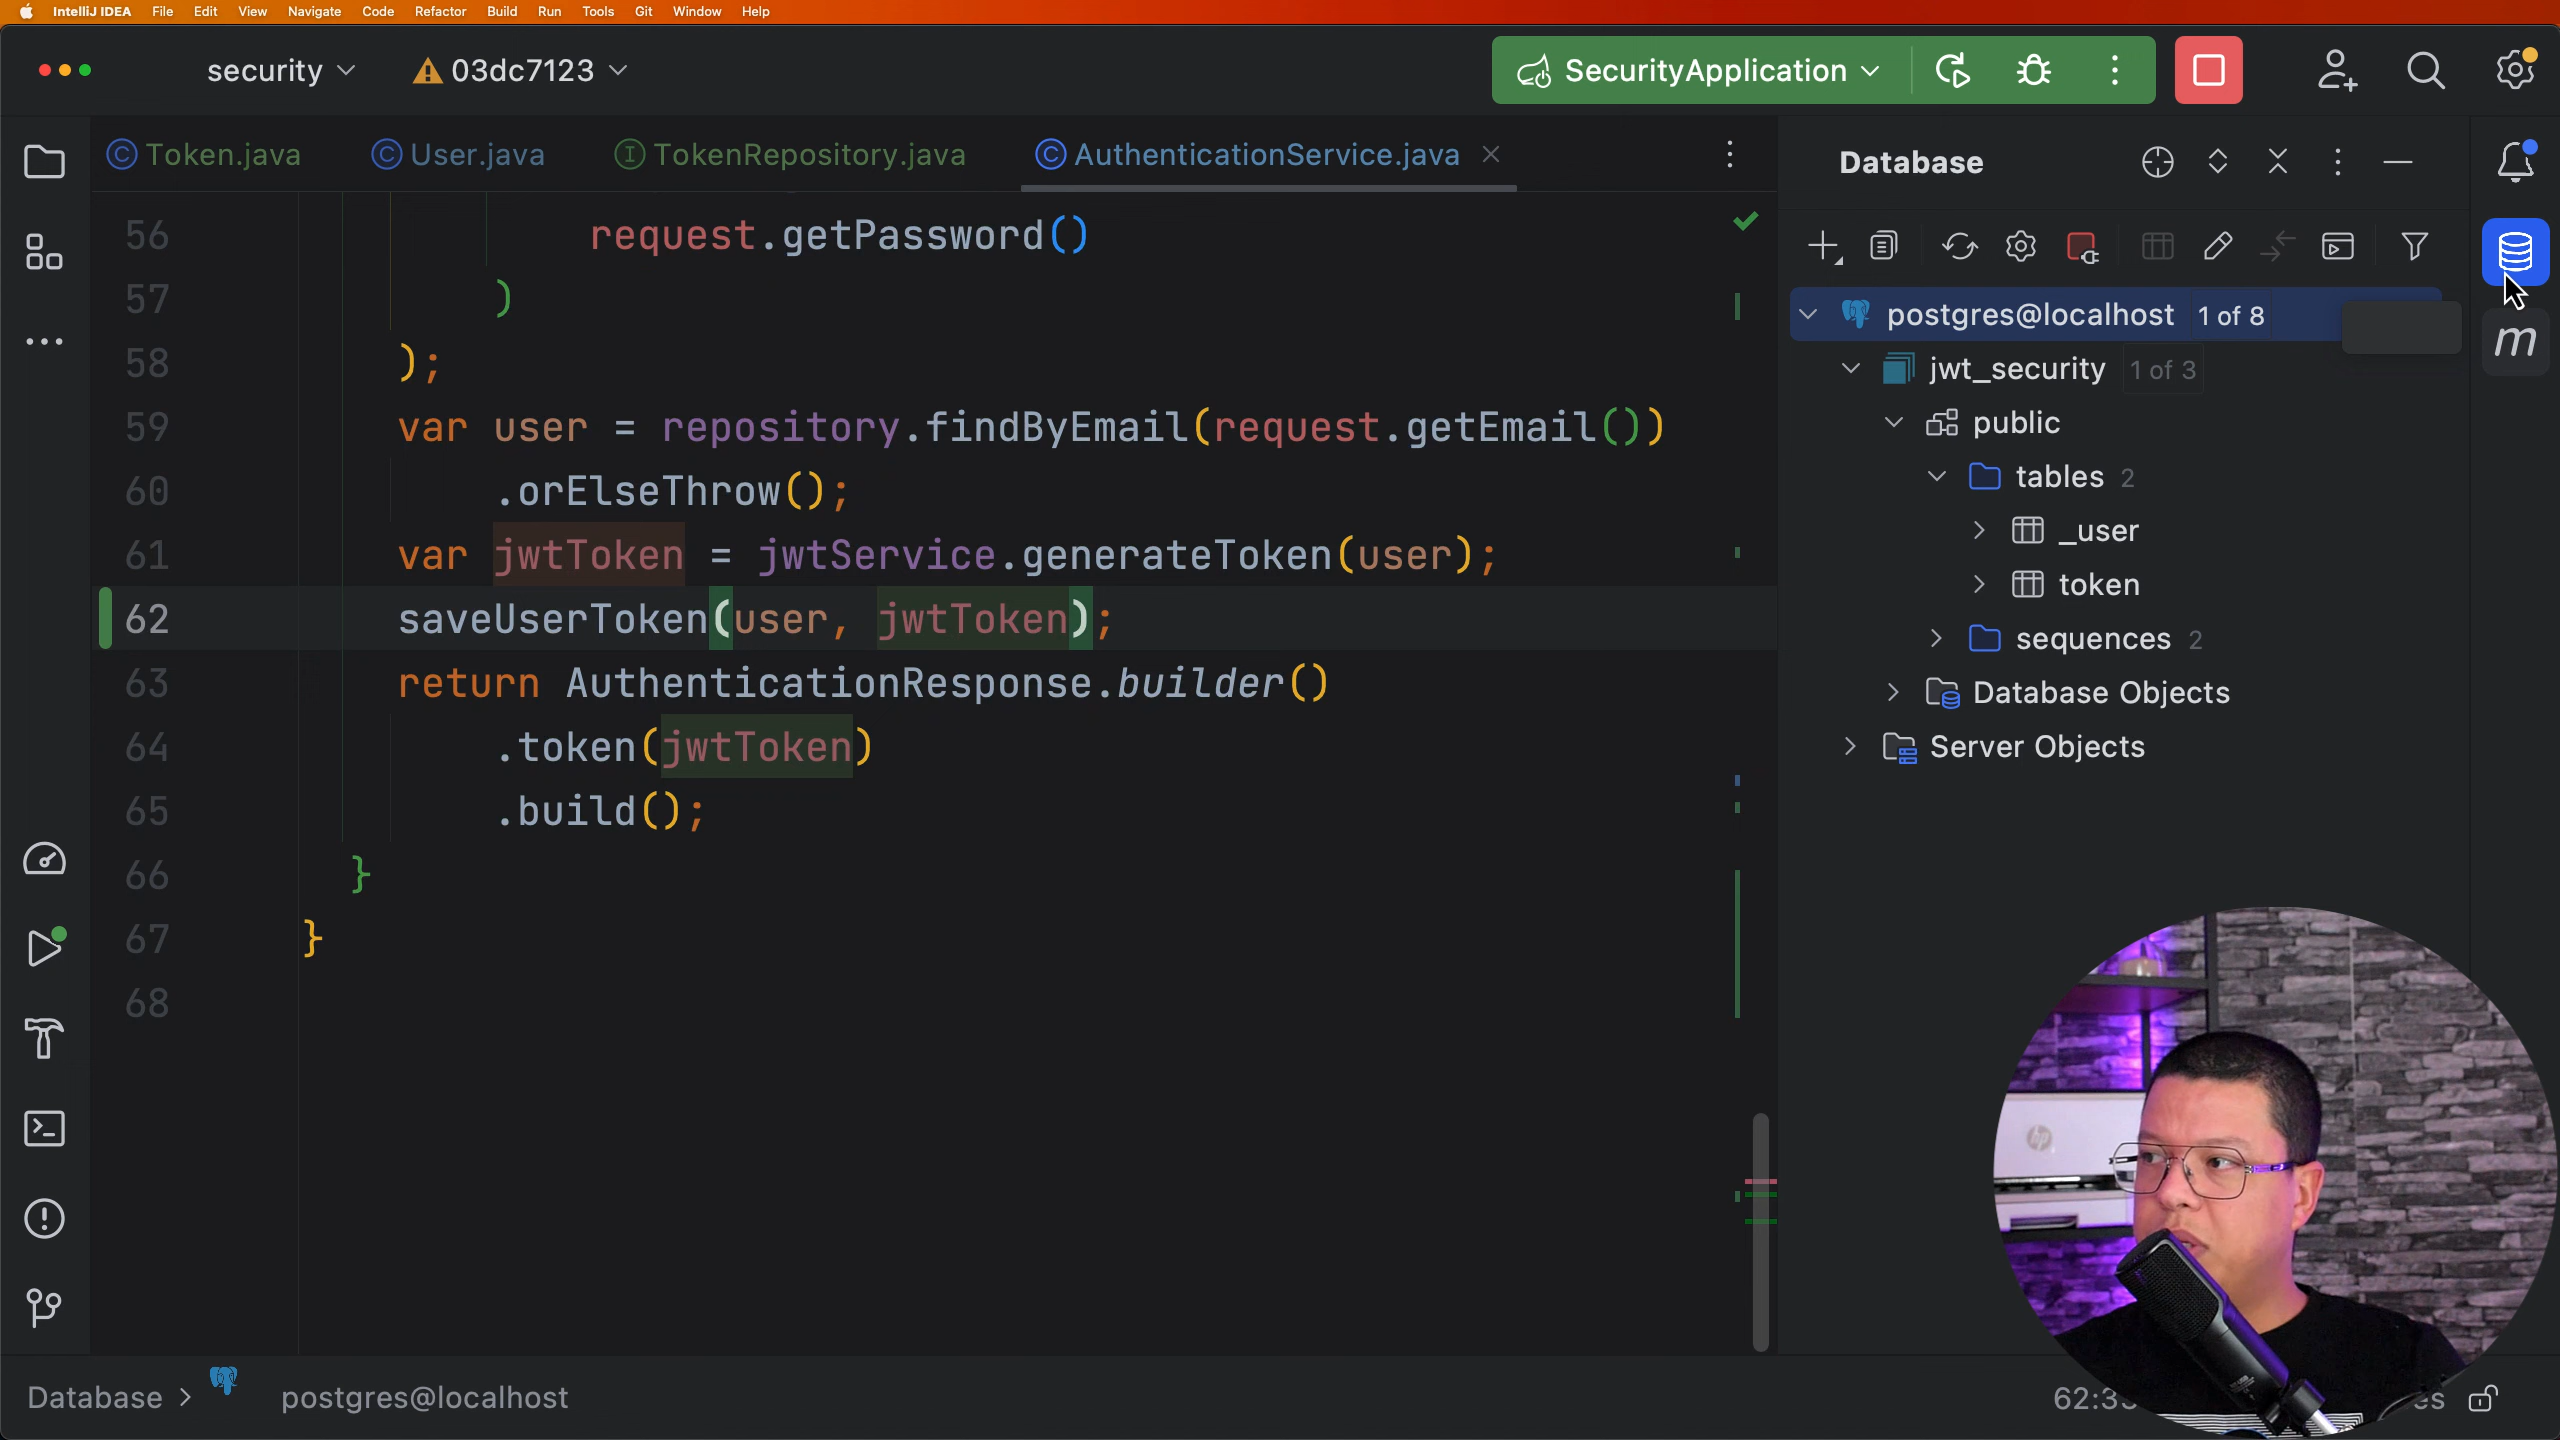 IntelliJ IDEA File Edit View Navigate Code Refactor Build Run Tools Git Window Help
security 03dc7123 SecurityApplication
Token.java User.java TokenRepository.java AuthenticationService.java
56 request.getPassword()
57 )
58 );
59 var user = repository.findByEmail(request.getEmail())
60 .orElseThrow();
61 var jwtToken = jwtService.generateToken(user);
62 saveUserToken(user, jwtToken);
63 return AuthenticationResponse.builder()
64 .token(jwtToken)
65 .build();
66 }
67 }
68
Database
postgres@localhost 1 of 8
jwt_security 1 of 3
public
tables 2
_user
token
sequences 2
Database Objects
Server Objects
m
hp
Database > postgres@localhost